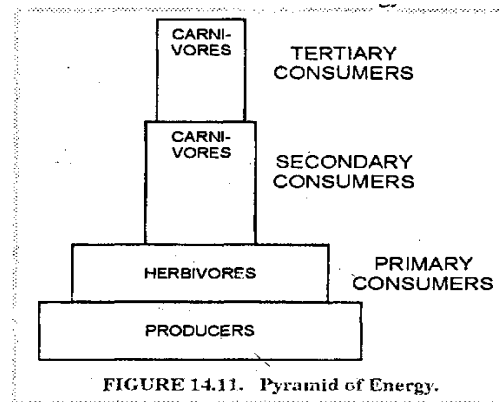 CARNI-
VORES
TERTIARY
CONSUMERS
CARNI-
VORES
SECONDARY
CONSUMERS
HERBIVORES
PRIMARY
CONSUMERS
PRODUCERS
FIGURE 14.11. Pyramid of Energy.